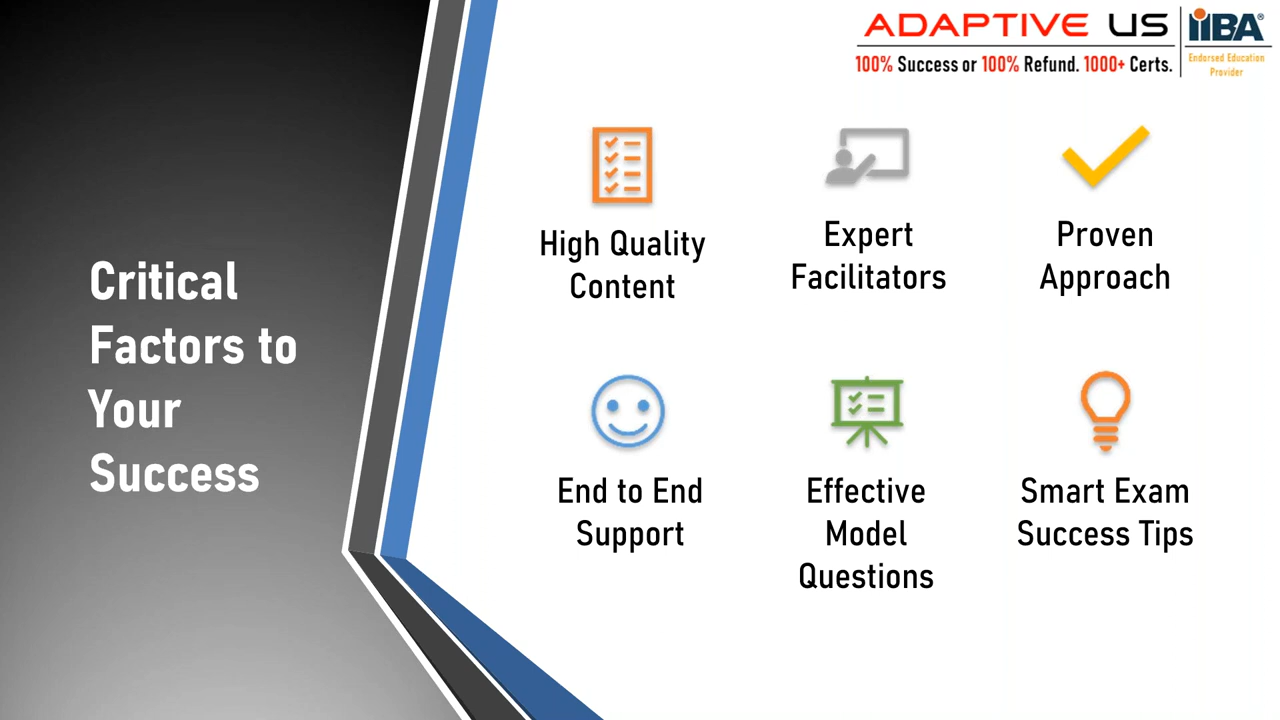 ADAPTIVE US
100% Success or 100% Refund. 1000+ Certs.
iiBA®
Endorsed Education
Provider
Critical
Factors to
Your
Success
High Quality
Content
Expert
Facilitators
Proven
Approach
End to End
Support
Effective
Model
Questions
Smart Exam
Success Tips